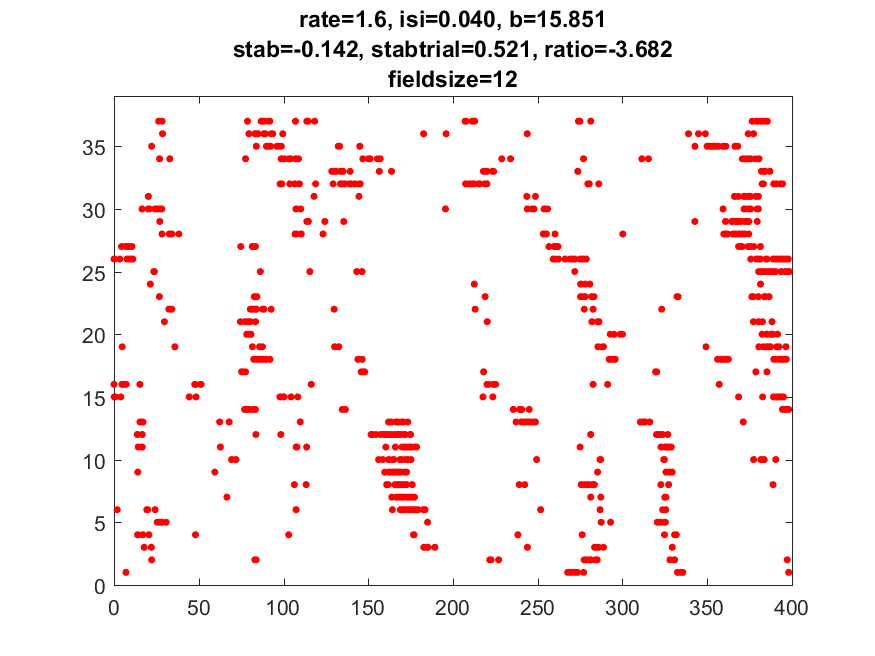 rate=1.6, isi=0.040, b=15.851
stab=-0.142, stabtrial=0.521, ratio=-3.682
fieldsize=12
35
30
25
20
15
10
5
0
0 50 100 150 200 250 300 350 400